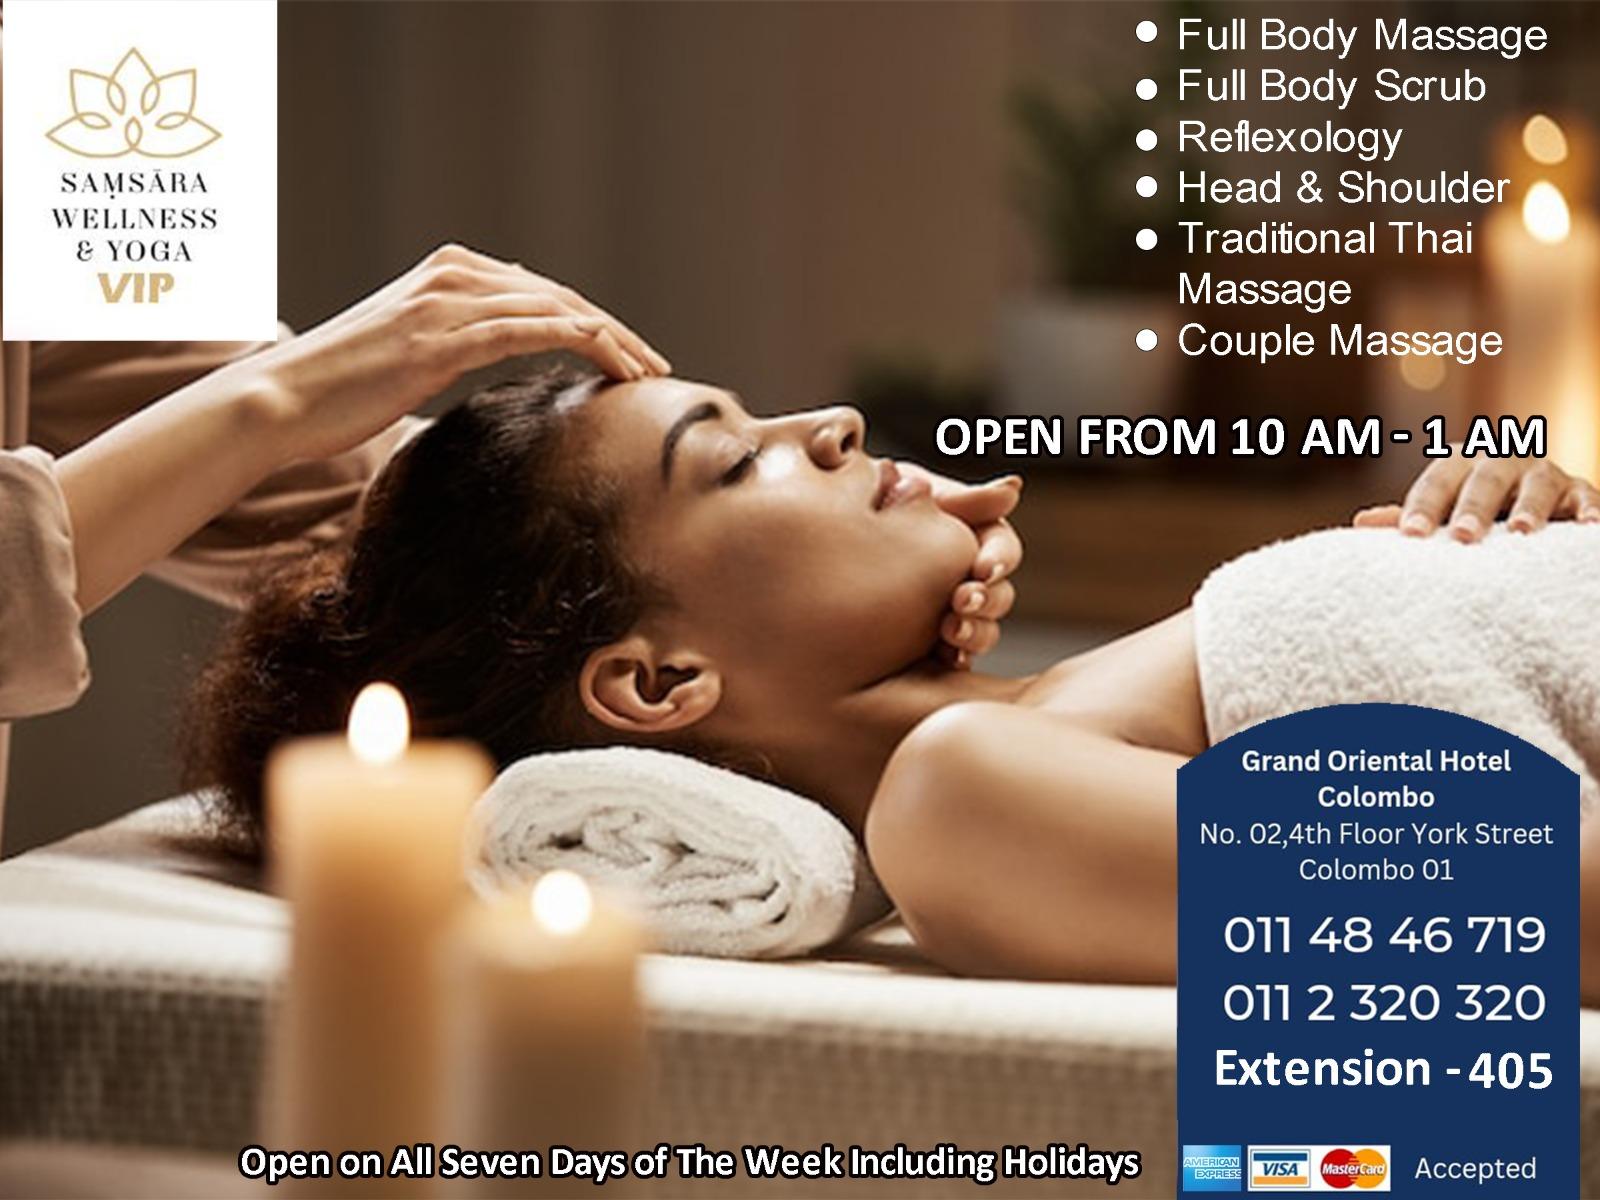 SAṂSĀRA
WELLNESS
& YOGA
VIP
• Full Body Massage
• Full Body Scrub
• Reflexology
• Head & Shoulder
• Traditional Thai
Massage
• Couple Massage
OPEN FROM 10 AM - 1 AM
Grand Oriental Hotel
Colombo
No. 02,4th Floor York Street
Colombo 01
011 48 46 719
011 2 320 320
Extension - 405
AMERICAN
EXPRESS
VISA
MasterCard
Accepted
Open on All Seven Days of The Week Including Holidays